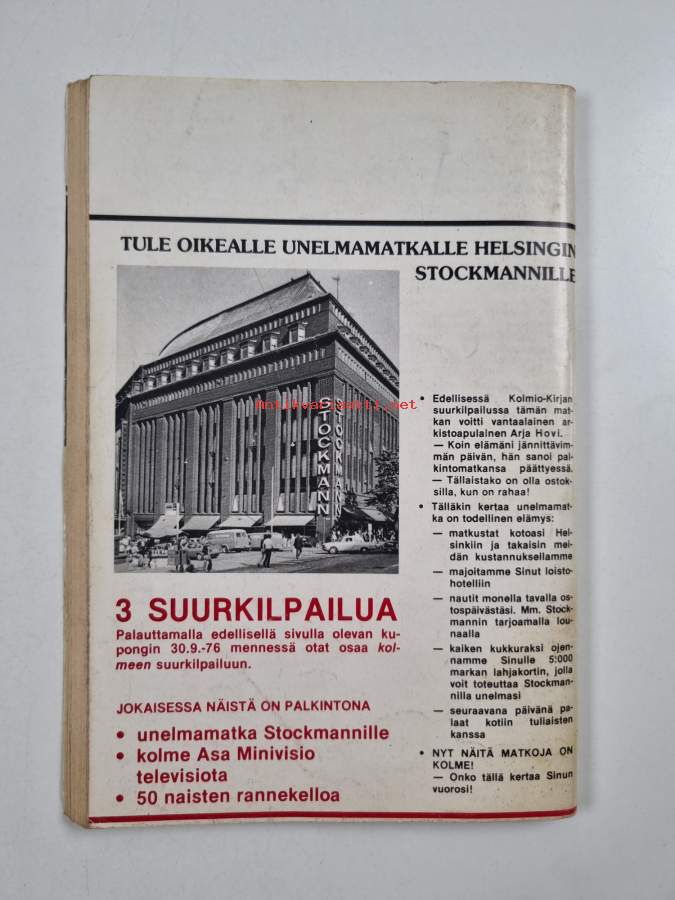 TULE OIKEALLE UNELMAMATKALLE HELSINGIN
STOCKMANNILLE
STOCKMANN
STOCKMANN
Antikvariaatti.net
3 SUURKILPAILUA
Palauttamalla edellisellä sivulla olevan ku-
pongin 30.9.-76 mennessä otat osaa kol-
meen suurkilpailuun.
JOKAISESSA NÄISTÄ ON PALKINTONA
• unelmamatka Stockmannille
• kolme Asa Minivisio
televisiota
• 50 naisten rannekelloa
• Edellisessä Kolmio-Kirjan
suurkilpailussa tämän mat-
kan voitti vantaalainen ar-
kistoapulainen Arja Hovi.
— Koin elämäni jännittävim-
män päivän, hän sanoi pal-
kintomatkansa päättyessä.
— Tällaistako on olla ostok-
silla, kun on rahaa!
• Tälläkin kertaa unelmamat-
ka on todellinen elämys:
— matkustat kotoasi Hel-
sinkiin ja takaisin mei-
dän kustannuksellamme
— majoitamme Sinut loisto-
hotelliin
— nautit monella tavalla os-
tospäivästäsi. Mm. Stock-
mannin tarjoamalla lou-
naalla
— kaiken kukkuraksi ojen-
namme Sinulle 5:000
markan lahjakortin, jolla
voit toteuttaa Stockman-
nilla unelmasi
— seuraavana päivänä pa-
laat kotiin tuliaisten
kanssa
• NYT NÄITÄ MATKOJA ON
KOLME!
— Onko tällä kertaa Sinun
vuorosi!